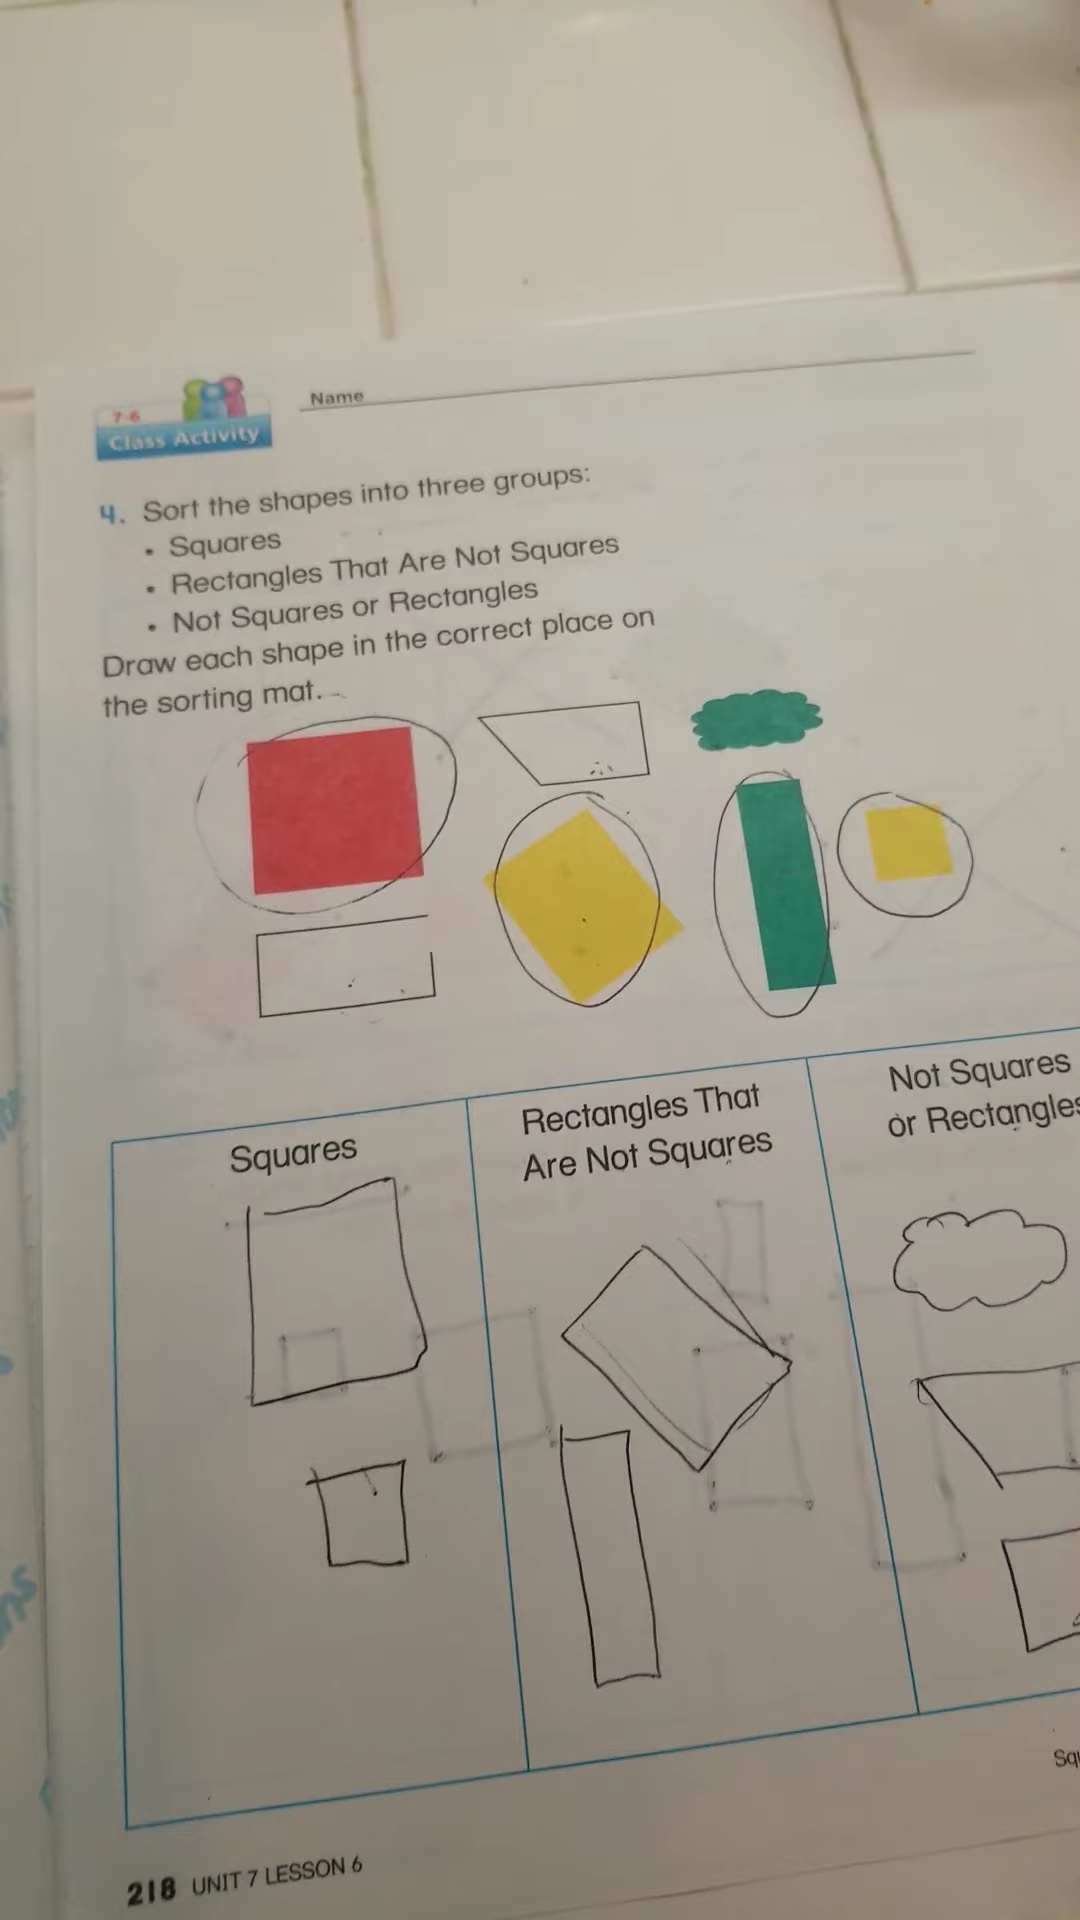 7-6
Class Activity
Name
4. Sort the shapes into three groups:
• Squares
• Rectangles That Are Not Squares
• Not Squares or Rectangles
Draw each shape in the correct place on
the sorting mat.
Squares
Rectangles That
Are Not Squares
Not Squares
or Rectangles
218 UNIT 7 LESSON 6